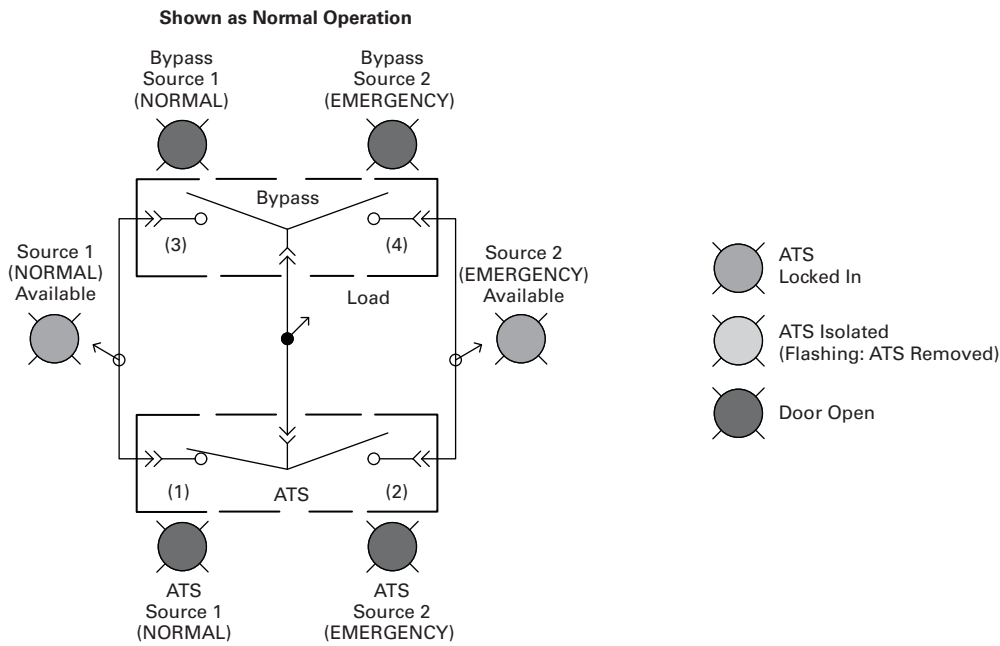 Shown as Normal Operation
Bypass
Source 1
(NORMAL)
Bypass
Source 2
(EMERGENCY)
Bypass
(3)
(4)
Source 1
(NORMAL)
Available
Source 2
(EMERGENCY)
Available
Load
(1)
ATS
(2)
ATS
Source 1
(NORMAL)
ATS
Source 2
(EMERGENCY)
ATS
Locked In
ATS Isolated
(Flashing: ATS Removed)
Door Open